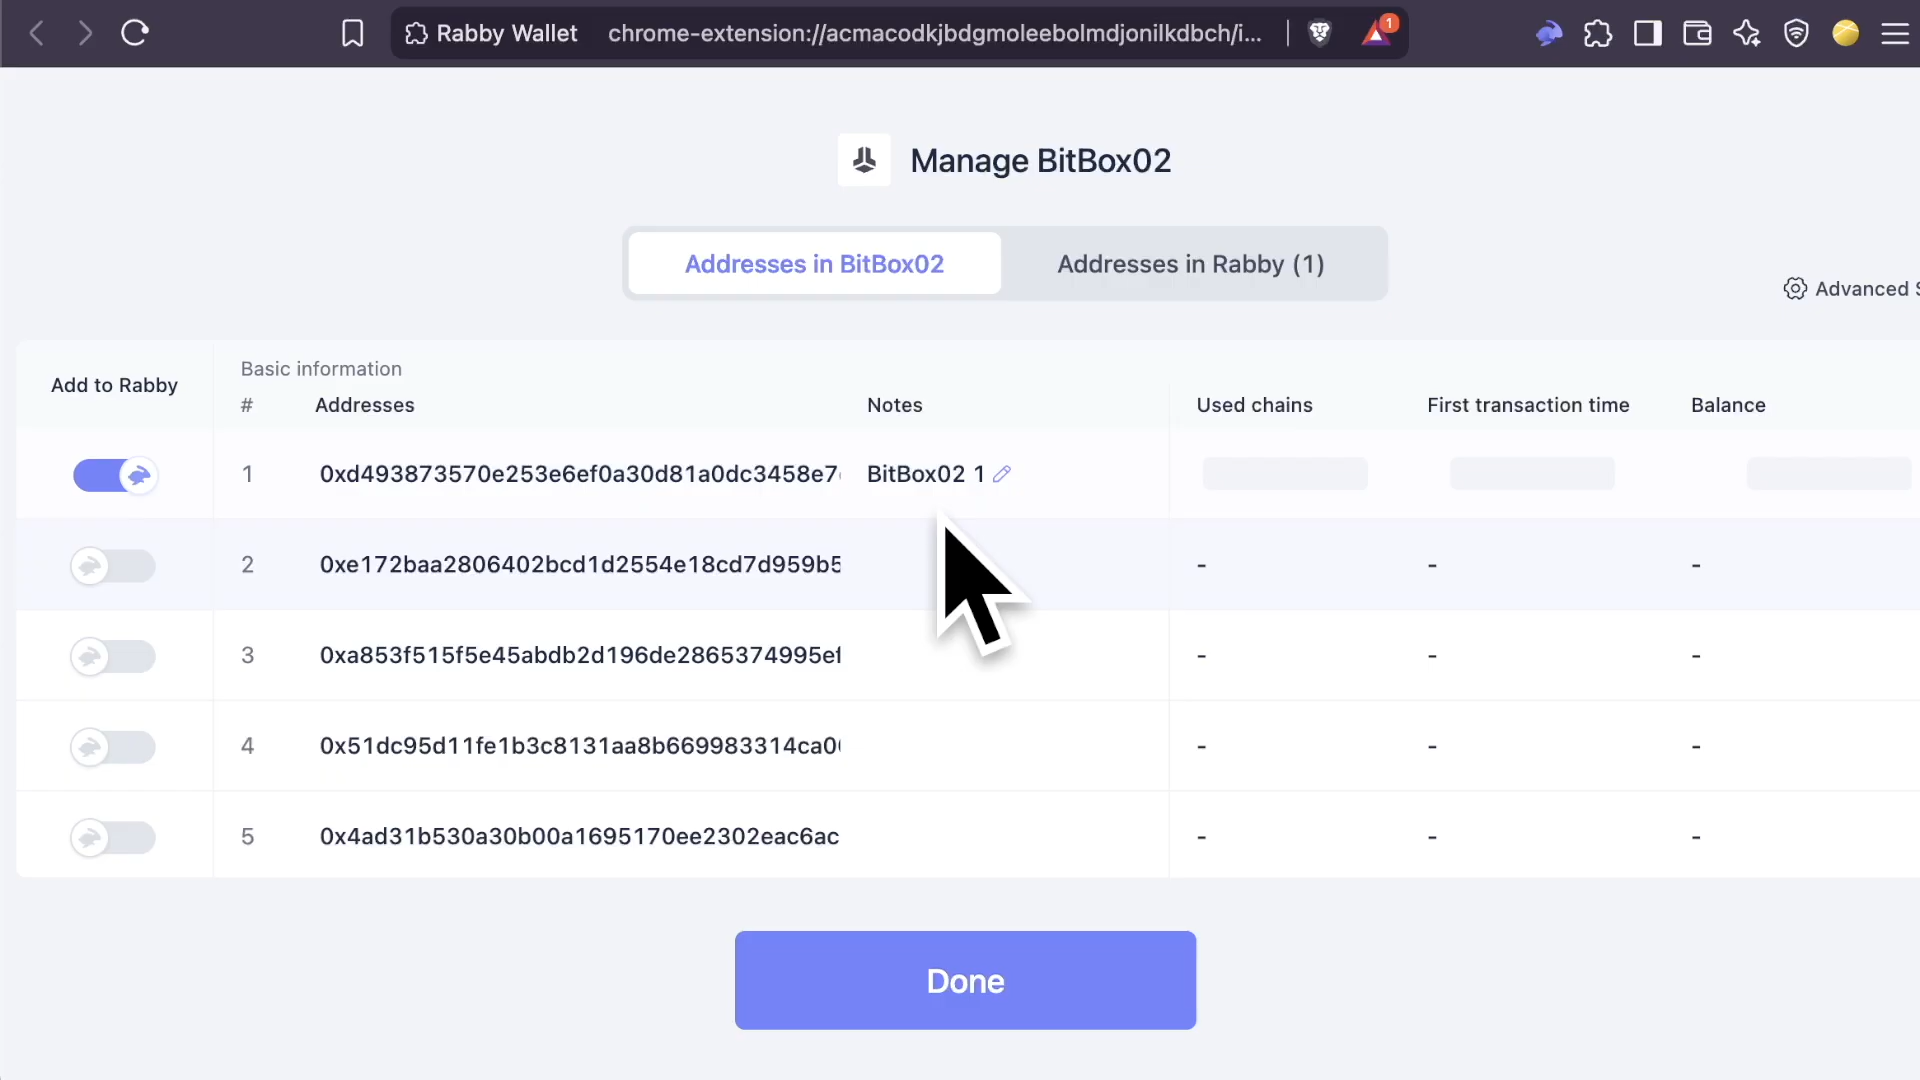 Rabby Wallet chrome-extension://acmacodkjbdgmoleebolmdjonilkdbch/i... 1
Manage BitBox02
Addresses in BitBox02 Addresses in Rabby (1)
Advanced
Add to Rabby Basic information
# Addresses Notes Used chains First transaction time Balance
1 0xd493873570e253e6ef0a30d81a0dc3458e7 BitBox02 1
2 0xe172baa2806402bcd1d2554e18cd7d959b5 - - -
3 0xa853f515f5e45abdb2d196de2865374995ef - - -
4 0x51dc95d11fe1b3c8131aa8b669983314ca0 - - -
5 0x4ad31b530a30b00a1695170ee2302eac6ac - - -
Done